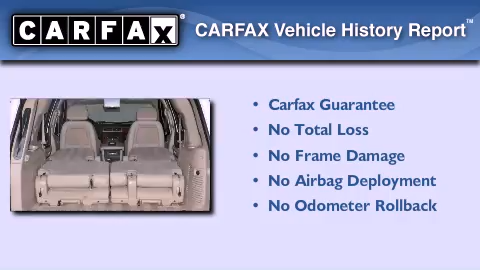 CARFAX® CARFAX Vehicle History Report™
• Carfax Guarantee
• No Total Loss
• No Frame Damage
• No Airbag Deployment
• No Odometer Rollback